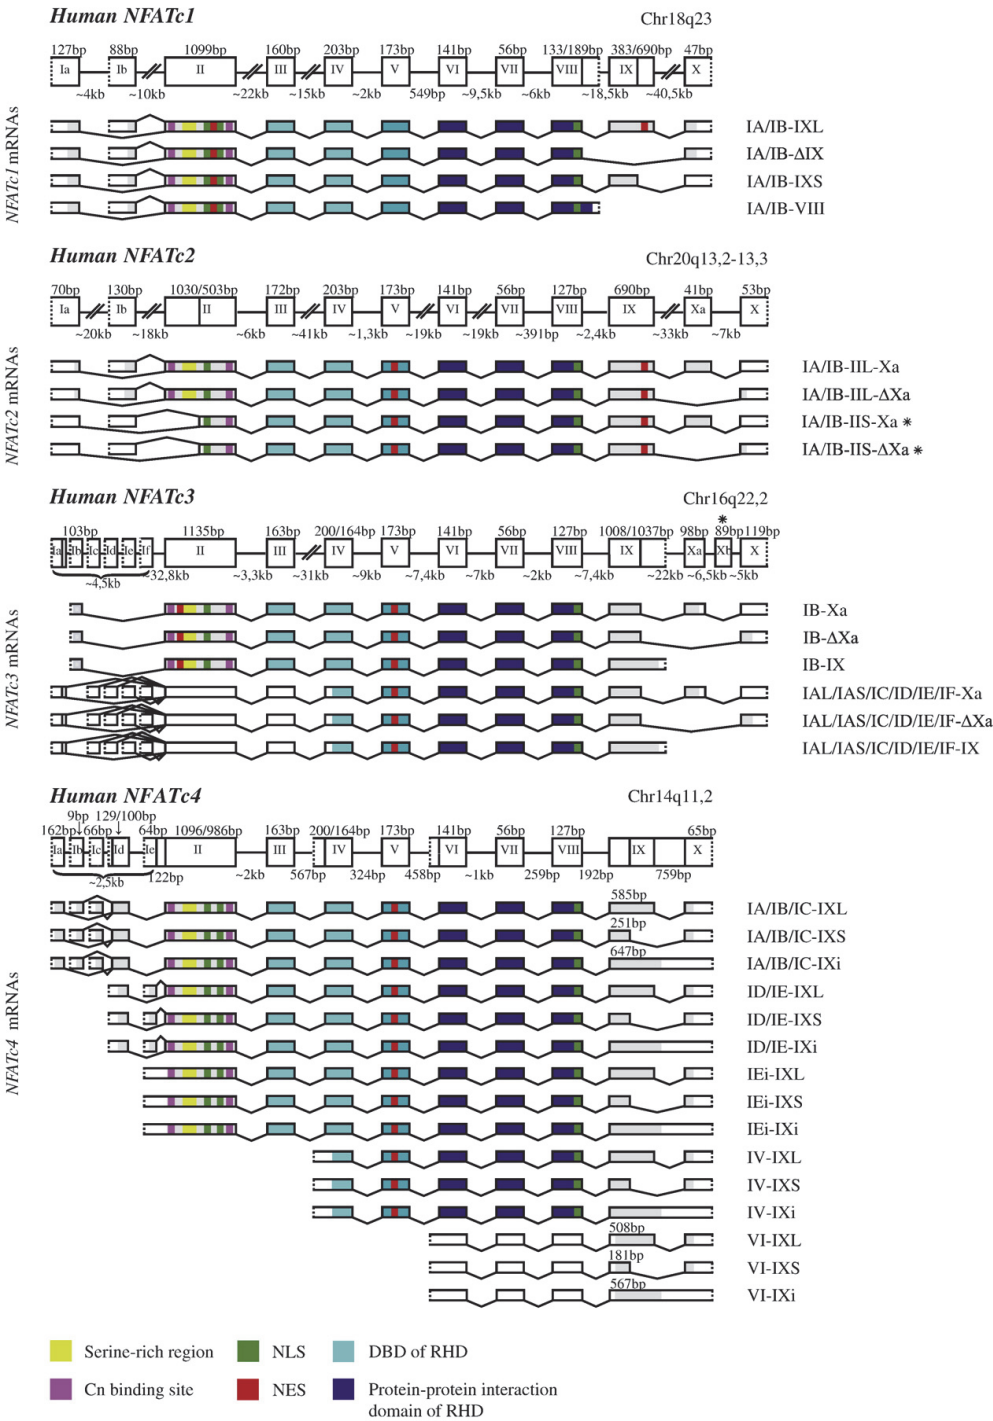 Human NFATc1
Chr18q23
127bp 88bp 1099bp 160bp 203bp 173bp 141bp 56bp 133/189bp 383/690bp 47bp
Ia Ib II III IV V VI VII VIII IX X
~4kb ~10kb ~22kb ~15kb ~2kb 549bp ~9,5kb ~6kb ~18,5kb ~40,5kb
NFATc1 mRNAs
IA/IB-IXL
IA/IB-ΔIX
IA/IB-IXS
IA/IB-VIII
Human NFATc2
Chr20q13,2-13,3
70bp 130bp 1030/503bp 172bp 203bp 173bp 141bp 56bp 127bp 690bp 41bp 53bp
Ia Ib II III IV V VI VII VIII IX Xa X
~20kb ~18kb ~6kb ~41kb ~1,3kb ~19kb ~19kb ~391bp ~2,4kb ~33kb ~7kb
NFATc2 mRNAs
IA/IB-IIL-Xa
IA/IB-IIL-ΔXa
IA/IB-IIS-Xa *
IA/IB-IIS-ΔXa *
Human NFATc3
Chr16q22,2
*
103bp 1135bp 163bp 200/164bp 173bp 141bp 56bp 127bp 1008/1037bp 98bp 89bp 119bp
Ia Ib Ic Id Ie If II III IV V VI VII VIII IX Xa Xb X
~4,5kb ~32,8kb ~3,3kb ~31kb ~9kb ~7,4kb ~7kb ~2kb ~7,4kb ~22kb ~6,5kb ~5kb
NFATc3 mRNAs
IB-Xa
IB-ΔXa
IB-IX
IAL/IAS/IC/ID/IE/IF-Xa
IAL/IAS/IC/ID/IE/IF-ΔXa
IAL/IAS/IC/ID/IE/IF-IX
Human NFATc4
Chr14q11,2
9bp 129/100bp
162bp 66bp 64bp 1096/986bp 163bp 200/164bp 173bp 141bp 56bp 127bp 65bp
Ia Ib Ic Id Ie II III IV V VI VII VIII IX X
~2,5kb 122bp ~2kb 567bp 324bp 458bp ~1kb 259bp 192bp 759bp
NFATc4 mRNAs
585bp
IA/IB/IC-IXL
251bp
IA/IB/IC-IXS
647bp
IA/IB/IC-IXi
ID/IE-IXL
ID/IE-IXS
ID/IE-IXi
IEi-IXL
IEi-IXS
IEi-IXi
IV-IXL
IV-IXS
IV-IXi
508bp
VI-IXL
181bp
VI-IXS
567bp
VI-IXi
Serine-rich region NLS DBD of RHD
Cn binding site NES Protein-protein interaction
domain of RHD